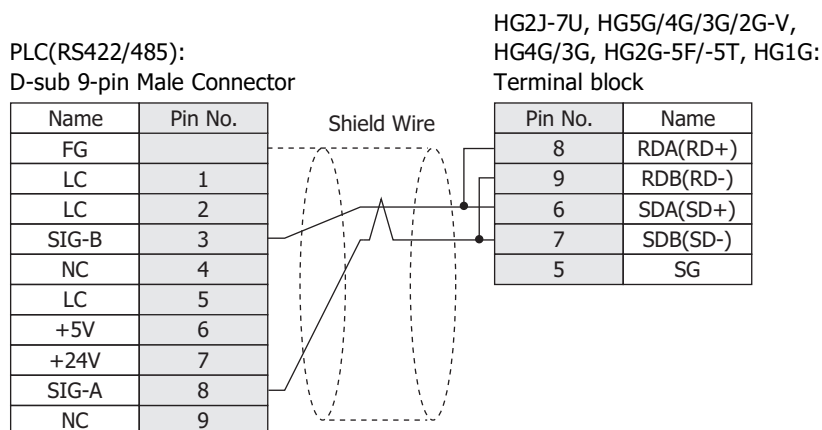 HG2J-7U, HG5G/4G/3G/2G-V,
PLC(RS422/485): HG4G/3G, HG2G-5F/-5T, HG1G:
D-sub 9-pin Male Connector Terminal block
Name Pin No. Shield Wire Pin No. Name
FG 8 RDA(RD+)
LC 1 9 RDB(RD-)
LC 2 6 SDA(SD+)
SIG-B 3 7 SDB(SD-)
NC 4 5 SG
LC 5
+5V 6
+24V 7
SIG-A 8
NC 9